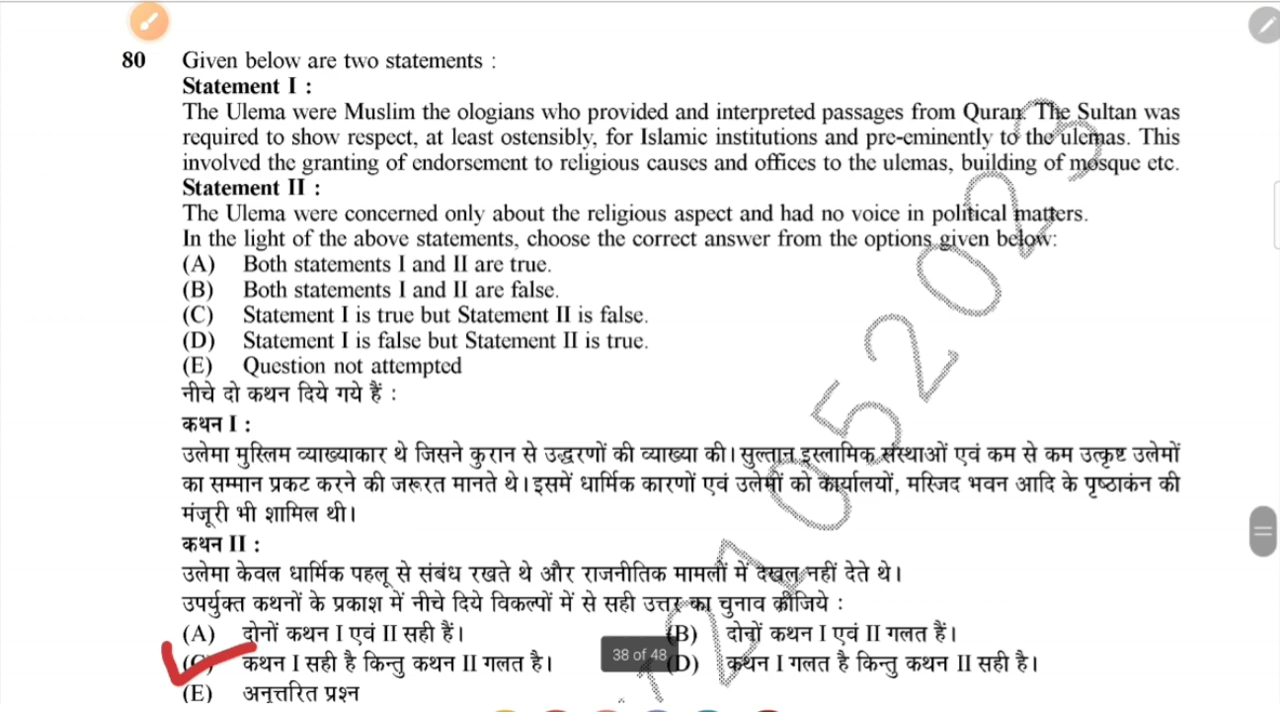 80 Given below are two statements :
Statement I :
The Ulema were Muslim the ologians who provided and interpreted passages from Quran. The Sultan was
required to show respect, at least ostensibly, for Islamic institutions and pre-eminently to the ulemas. This
involved the granting of endorsement to religious causes and offices to the ulemas, building of mosque etc.
Statement II :
The Ulema were concerned only about the religious aspect and had no voice in political matters.
In the light of the above statements, choose the correct answer from the options given below:
(A) Both statements I and II are true.
(B) Both statements I and II are false.
(C) Statement I is true but Statement II is false.
(D) Statement I is false but Statement II is true.
(E) Question not attempted
नीचे दो कथन दिये गये हैं :
कथन I :
उलेमा मुस्लिम व्याख्याकार थे जिसने कुरान से उद्धरणों की व्याख्या की। सुल्तान इस्लामिक संस्थाओं एवं कम से कम उत्कृष्ट उलेमों
का सम्मान प्रकट करने की जरूरत मानते थे। इसमें धार्मिक कारणों एवं उलेमों को कार्यालयों, मस्जिद भवन आदि के पृष्ठांकन की
मंजूरी भी शामिल थी।
कथन II :
उलेमा केवल धार्मिक पहलू से संबंध रखते थे और राजनीतिक मामलों में दखल नहीं देते थे।
उपर्युक्त कथनों के प्रकाश में नीचे दिये विकल्पों में से सही उत्तर का चुनाव कीजिये :
(A) दोनों कथन I एवं II सही हैं। (B) दोनों कथन I एवं II गलत हैं।
(C) कथन I सही है किन्तु कथन II गलत है। 38 of 48 (D) कथन I गलत है किन्तु कथन II सही है।
(E) अनुत्तरित प्रश्न